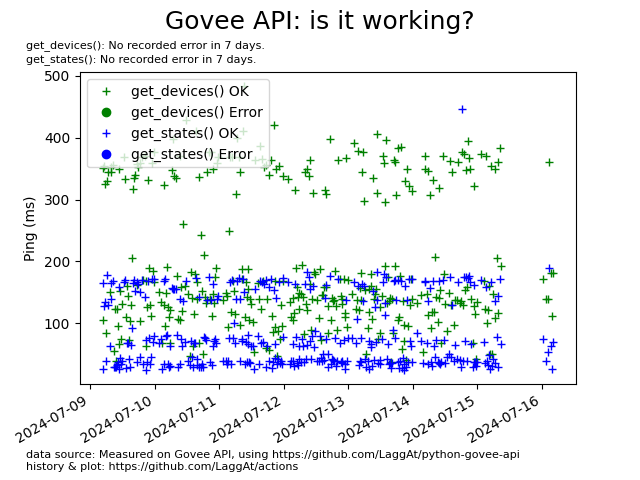 Govee API: is it working?
get_devices(): No recorded error in 7 days.
get_states(): No recorded error in 7 days.
500
400
300
200
100
Ping (ms)
get_devices() OK
get_devices() Error
get_states() OK
get_states() Error
2024-07-09
2024-07-10
2024-07-11
2024-07-12
2024-07-13
2024-07-14
2024-07-15
2024-07-16
data source: Measured on Govee API, using https://github.com/LaggAt/python-govee-api
history & plot: https://github.com/LaggAt/actions